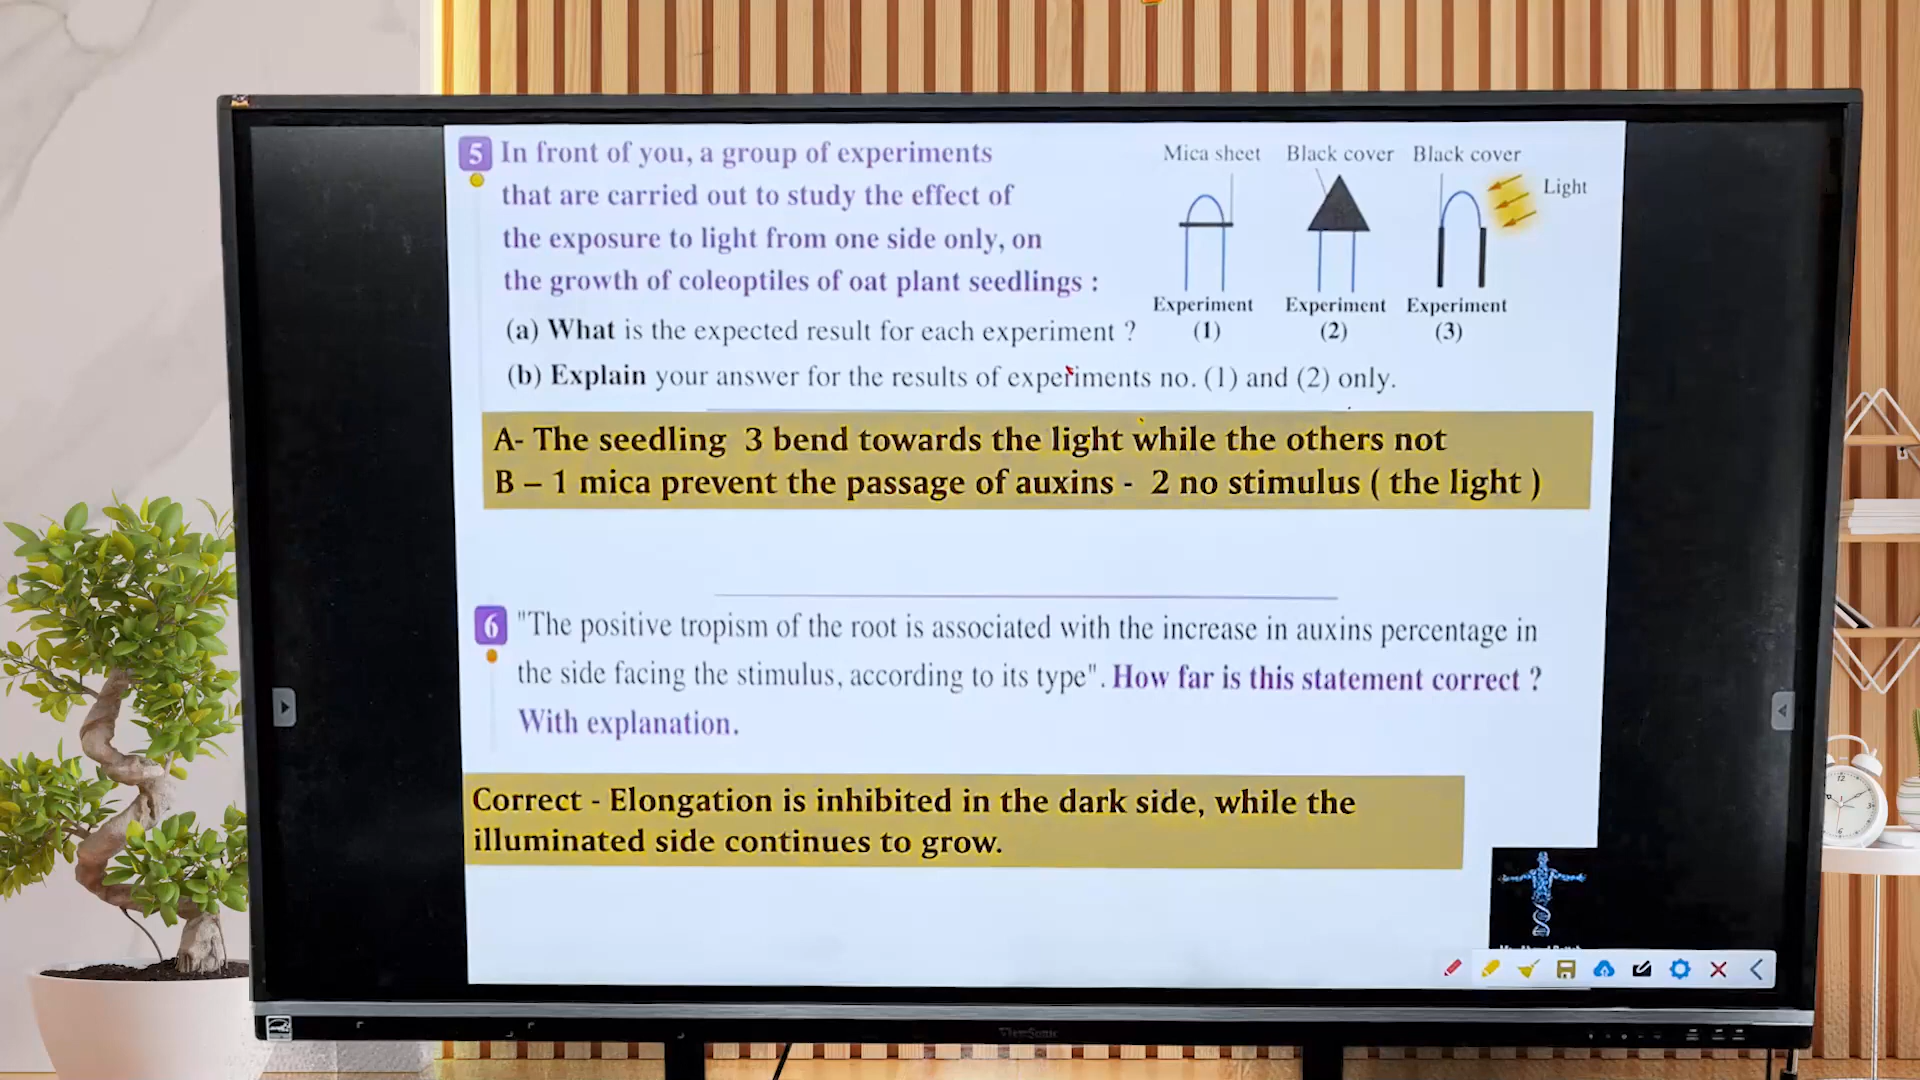 5 In front of you, a group of experiments
that are carried out to study the effect of
the exposure to light from one side only, on
the growth of coleoptiles of oat plant seedlings :
Mica sheet Black cover Black cover
Light
Experiment Experiment Experiment
(1) (2) (3)
(a) What is the expected result for each experiment ?
(b) Explain your answer for the results of experiments no. (1) and (2) only.
A- The seedling 3 bend towards the light while the others not
B – 1 mica prevent the passage of auxins - 2 no stimulus ( the light )
6 "The positive tropism of the root is associated with the increase in auxins percentage in
the side facing the stimulus, according to its type". How far is this statement correct ?
With explanation.
Correct - Elongation is inhibited in the dark side, while the
illuminated side continues to grow.
ViewSonic